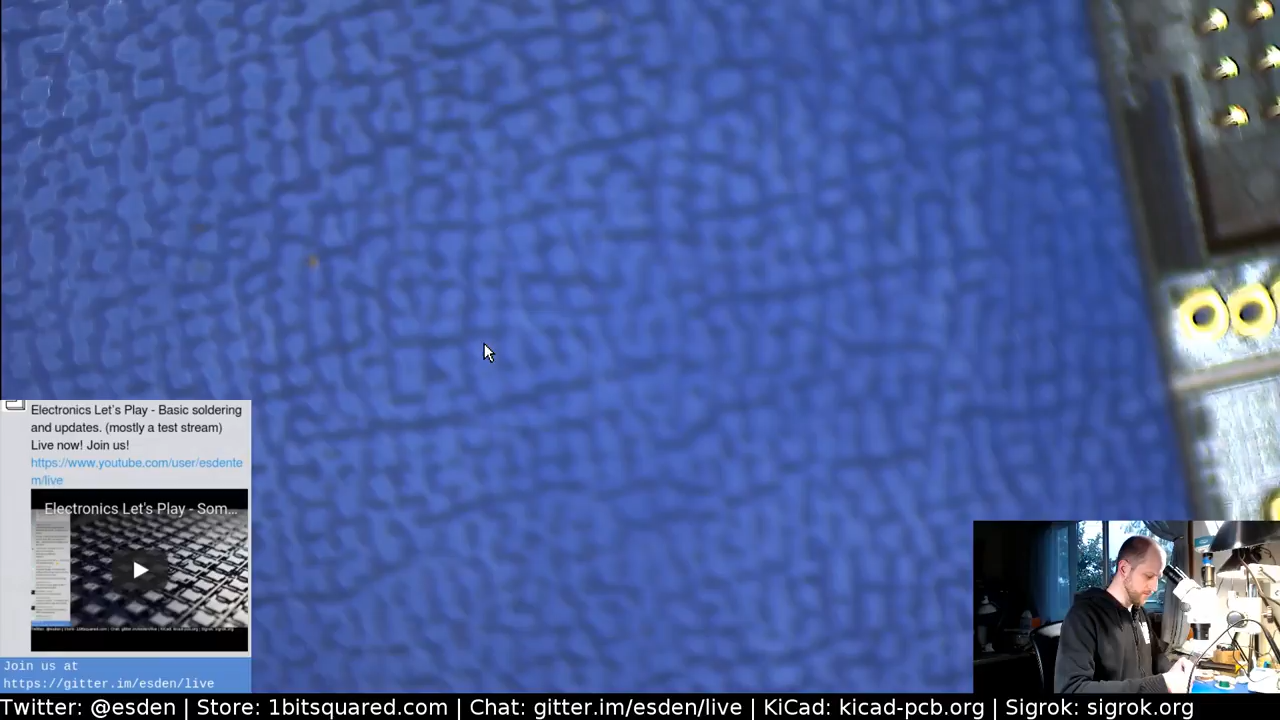 Electronics Let's Play - Basic soldering
and updates. (mostly a test stream)
Live now! Join us!
https://www.youtube.com/user/esdente
m/live
Electronics Let's Play - Som...
Join us at
https://gitter.im/esden/live
Twitter: @esden | Store: 1bitsquared.com | Chat: gitter.im/esden/live | KiCad: kicad-pcb.org | Sigrok: sigrok.org